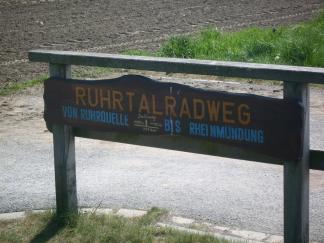 RUHRTALRADWEG
VON RUHRQUELLE BIS RHEINMÜNDUNG